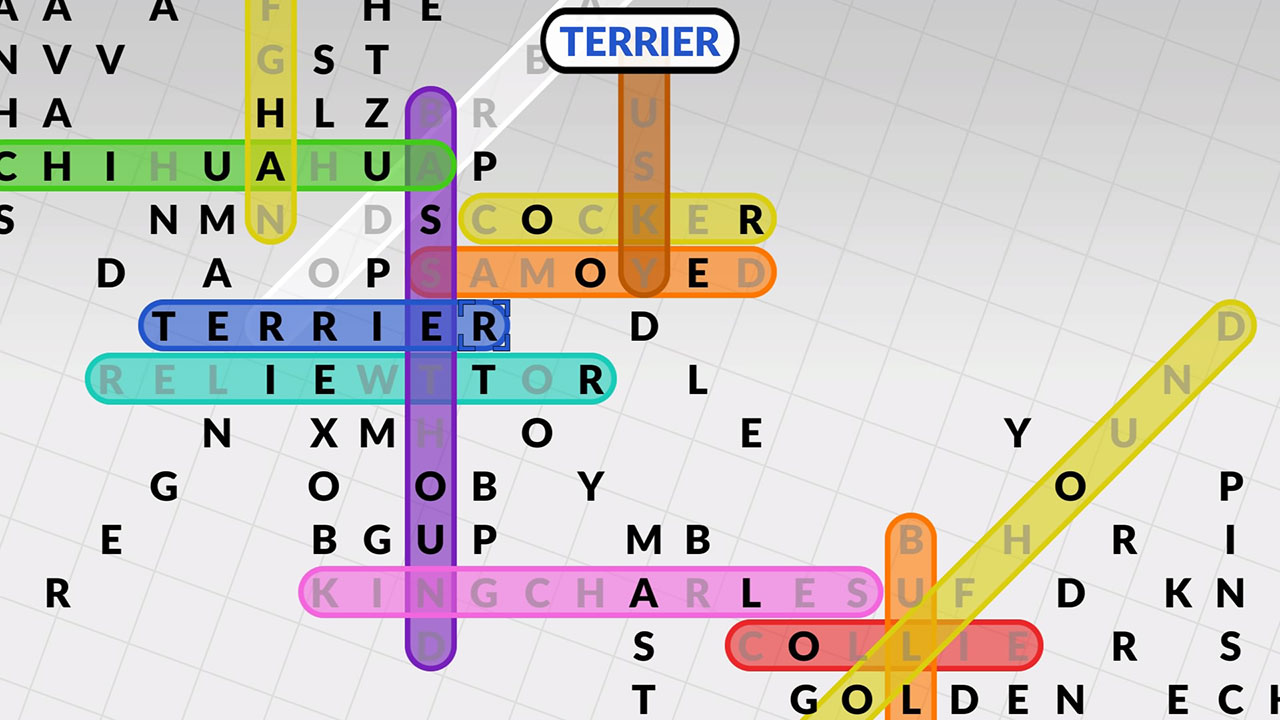 A A A F H E
TERRIER
N V V G S T B
H A H L Z B R U
C H I H U A H U A P S
S N M N D S C O C K E R
D A O P S A M O Y E D
T E R R I E R D D
R E L I E W T T O R L N
N X M H O E Y U
G O O B Y O P
E B G U P M B B H R I
R K I N G C H A R L E S U F D K N
D S C O L L I E R S
T G O L D E N E C